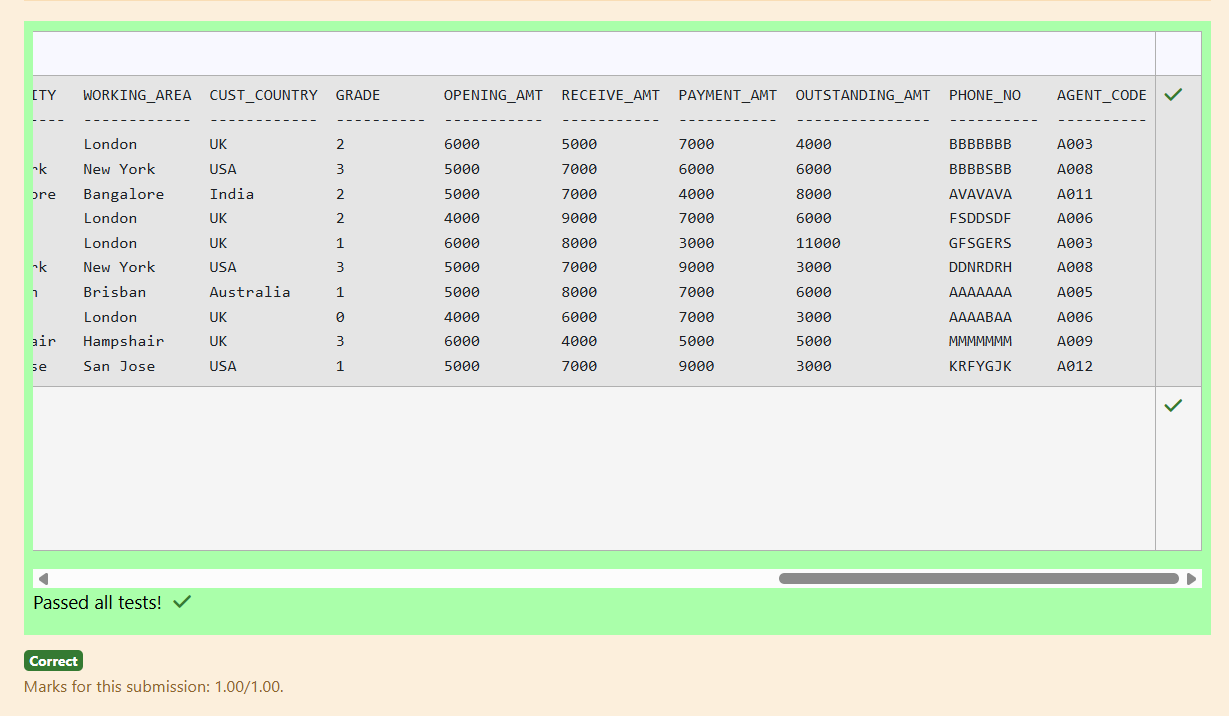 ITY WORKING_AREA CUST_COUNTRY GRADE OPENING_AMT RECEIVE_AMT PAYMENT_AMT OUTSTANDING_AMT PHONE_NO AGENT_CODE
---- ------------ ------------ ---------- ----------- ----------- ----------- --------------- ---------- ----------
London UK 2 6000 5000 7000 4000 BBBBBBB A003
rk New York USA 3 5000 7000 6000 6000 BBBBSBB A008
ore Bangalore India 2 5000 7000 4000 8000 AVAVAVA A011
London UK 2 4000 9000 7000 6000 FSDDSDF A006
London UK 1 6000 8000 3000 11000 GFSGERS A003
rk New York USA 3 5000 7000 9000 3000 DDNRDRH A008
n Brisban Australia 1 5000 8000 7000 6000 AAAAAAA A005
London UK 0 4000 6000 7000 3000 AAAABAA A006
air Hampshair UK 3 6000 4000 5000 5000 MMMMMMM A009
se San Jose USA 1 5000 7000 9000 3000 KRFYGJK A012
Passed all tests!
Correct
Marks for this submission: 1.00/1.00.